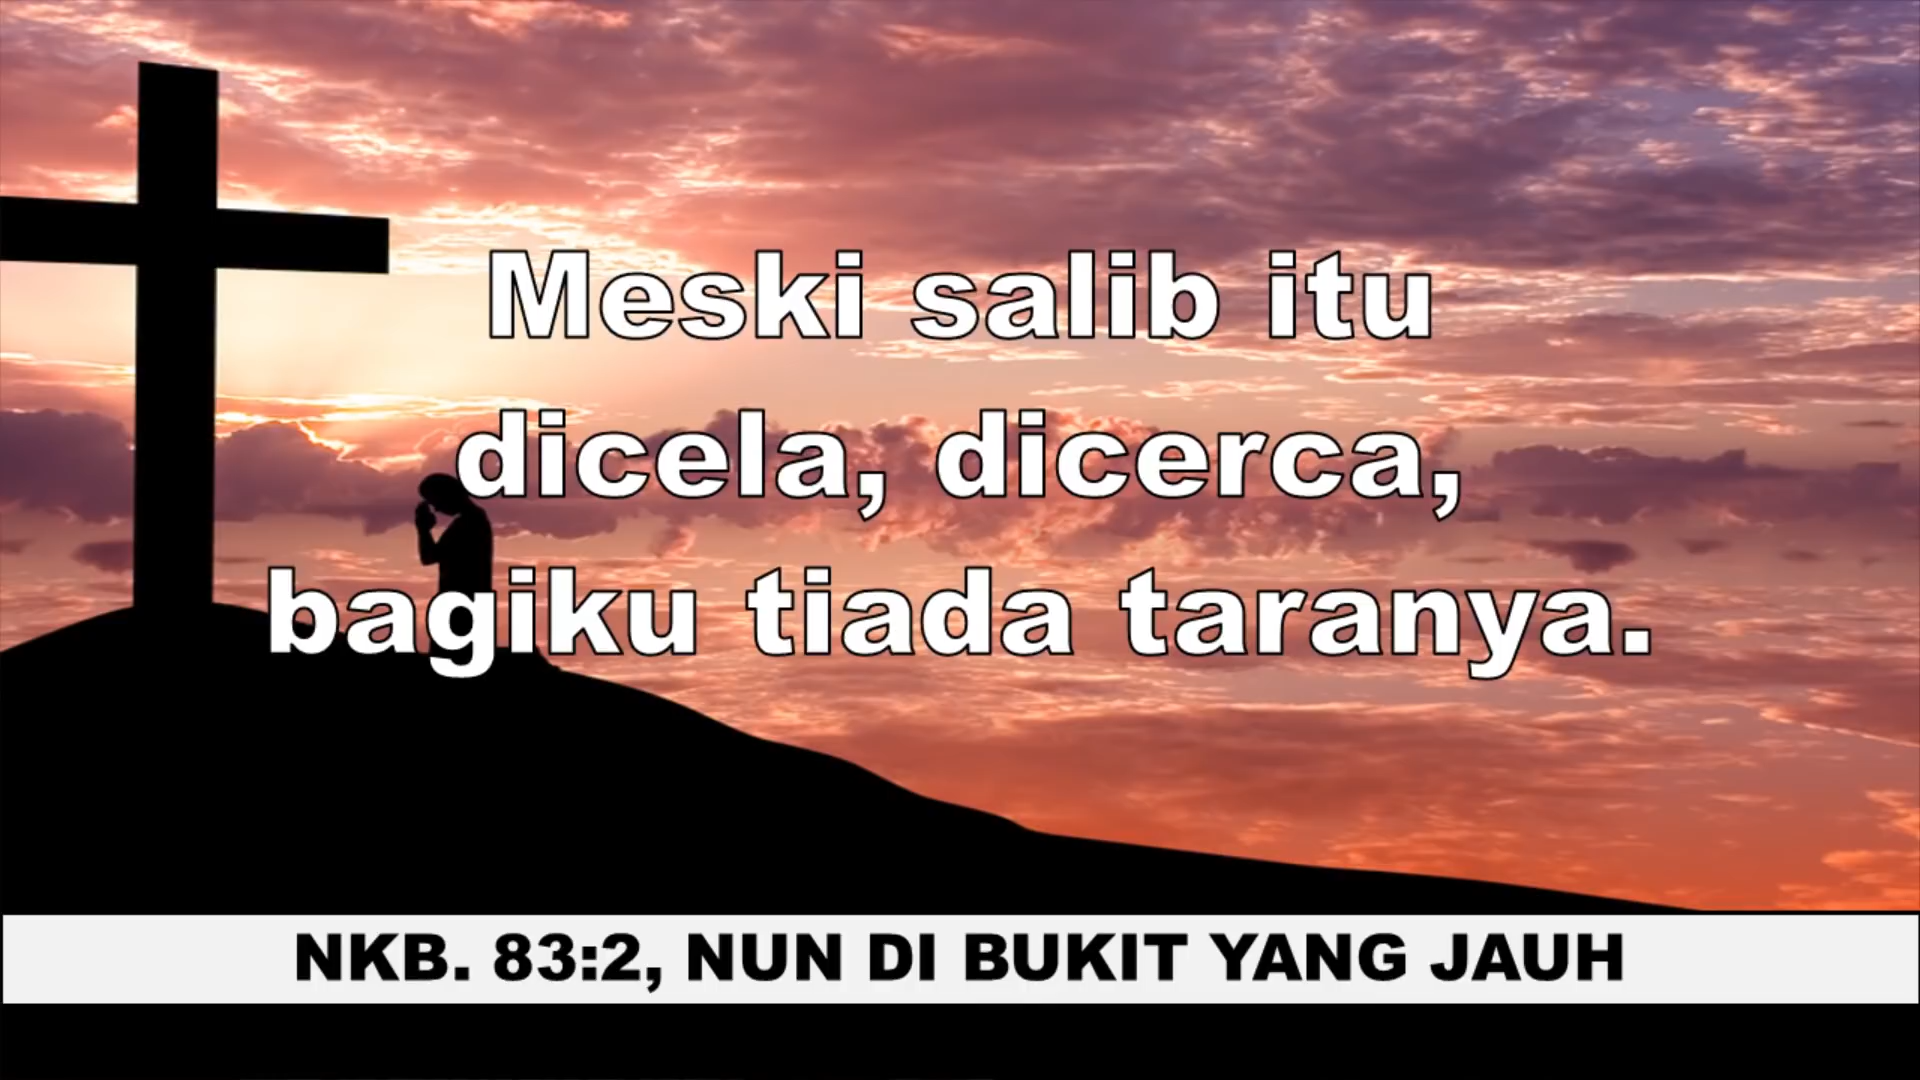 Meski salib itu
dicela, dicerca,
bagiku tiada taranya.
NKB. 83:2, NUN DI BUKIT YANG JAUH